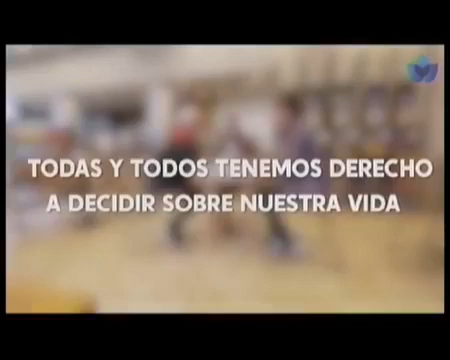 TODAS Y TODOS TENEMOS DERECHO
A DECIDIR SOBRE NUESTRA VIDA